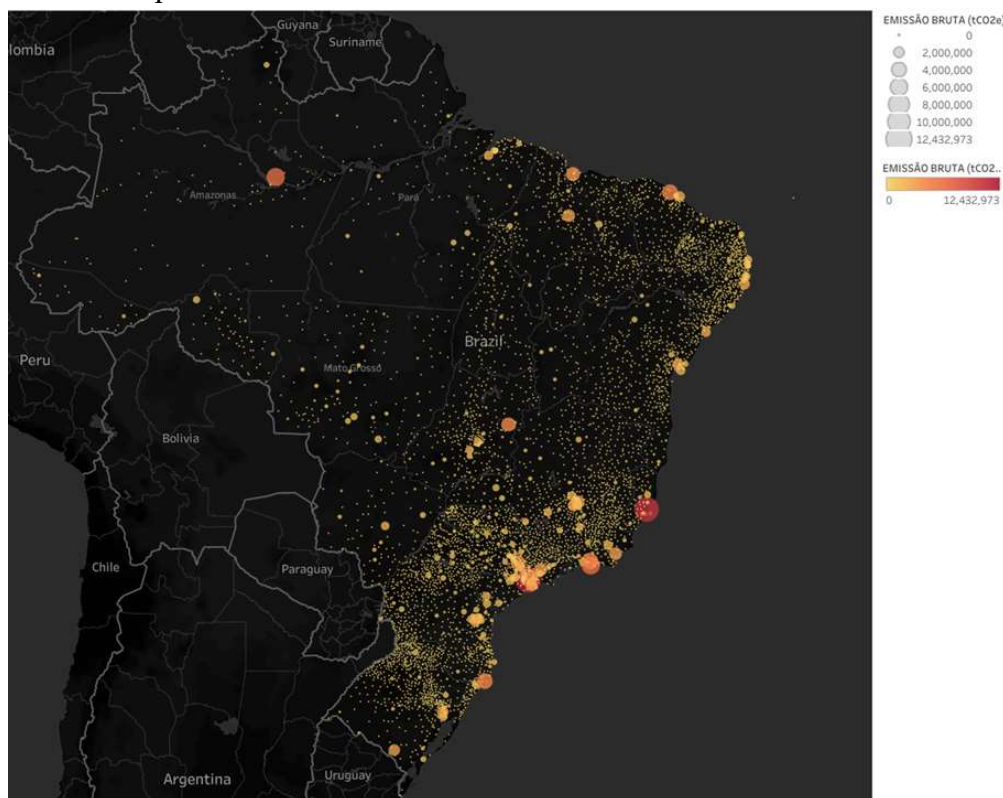 Guyana
Suriname
lombia
Amazonas
Pará
Brazil
Peru
Mato Grosso
Bolivia
Paraguay
Chile
Uruguay
Argentina
EMISSÃO BRUTA (tCO2e)
0
2,000,000
4,000,000
6,000,000
8,000,000
10,000,000
12,432,973
EMISSÃO BRUTA (tCO2..
0 12,432,973